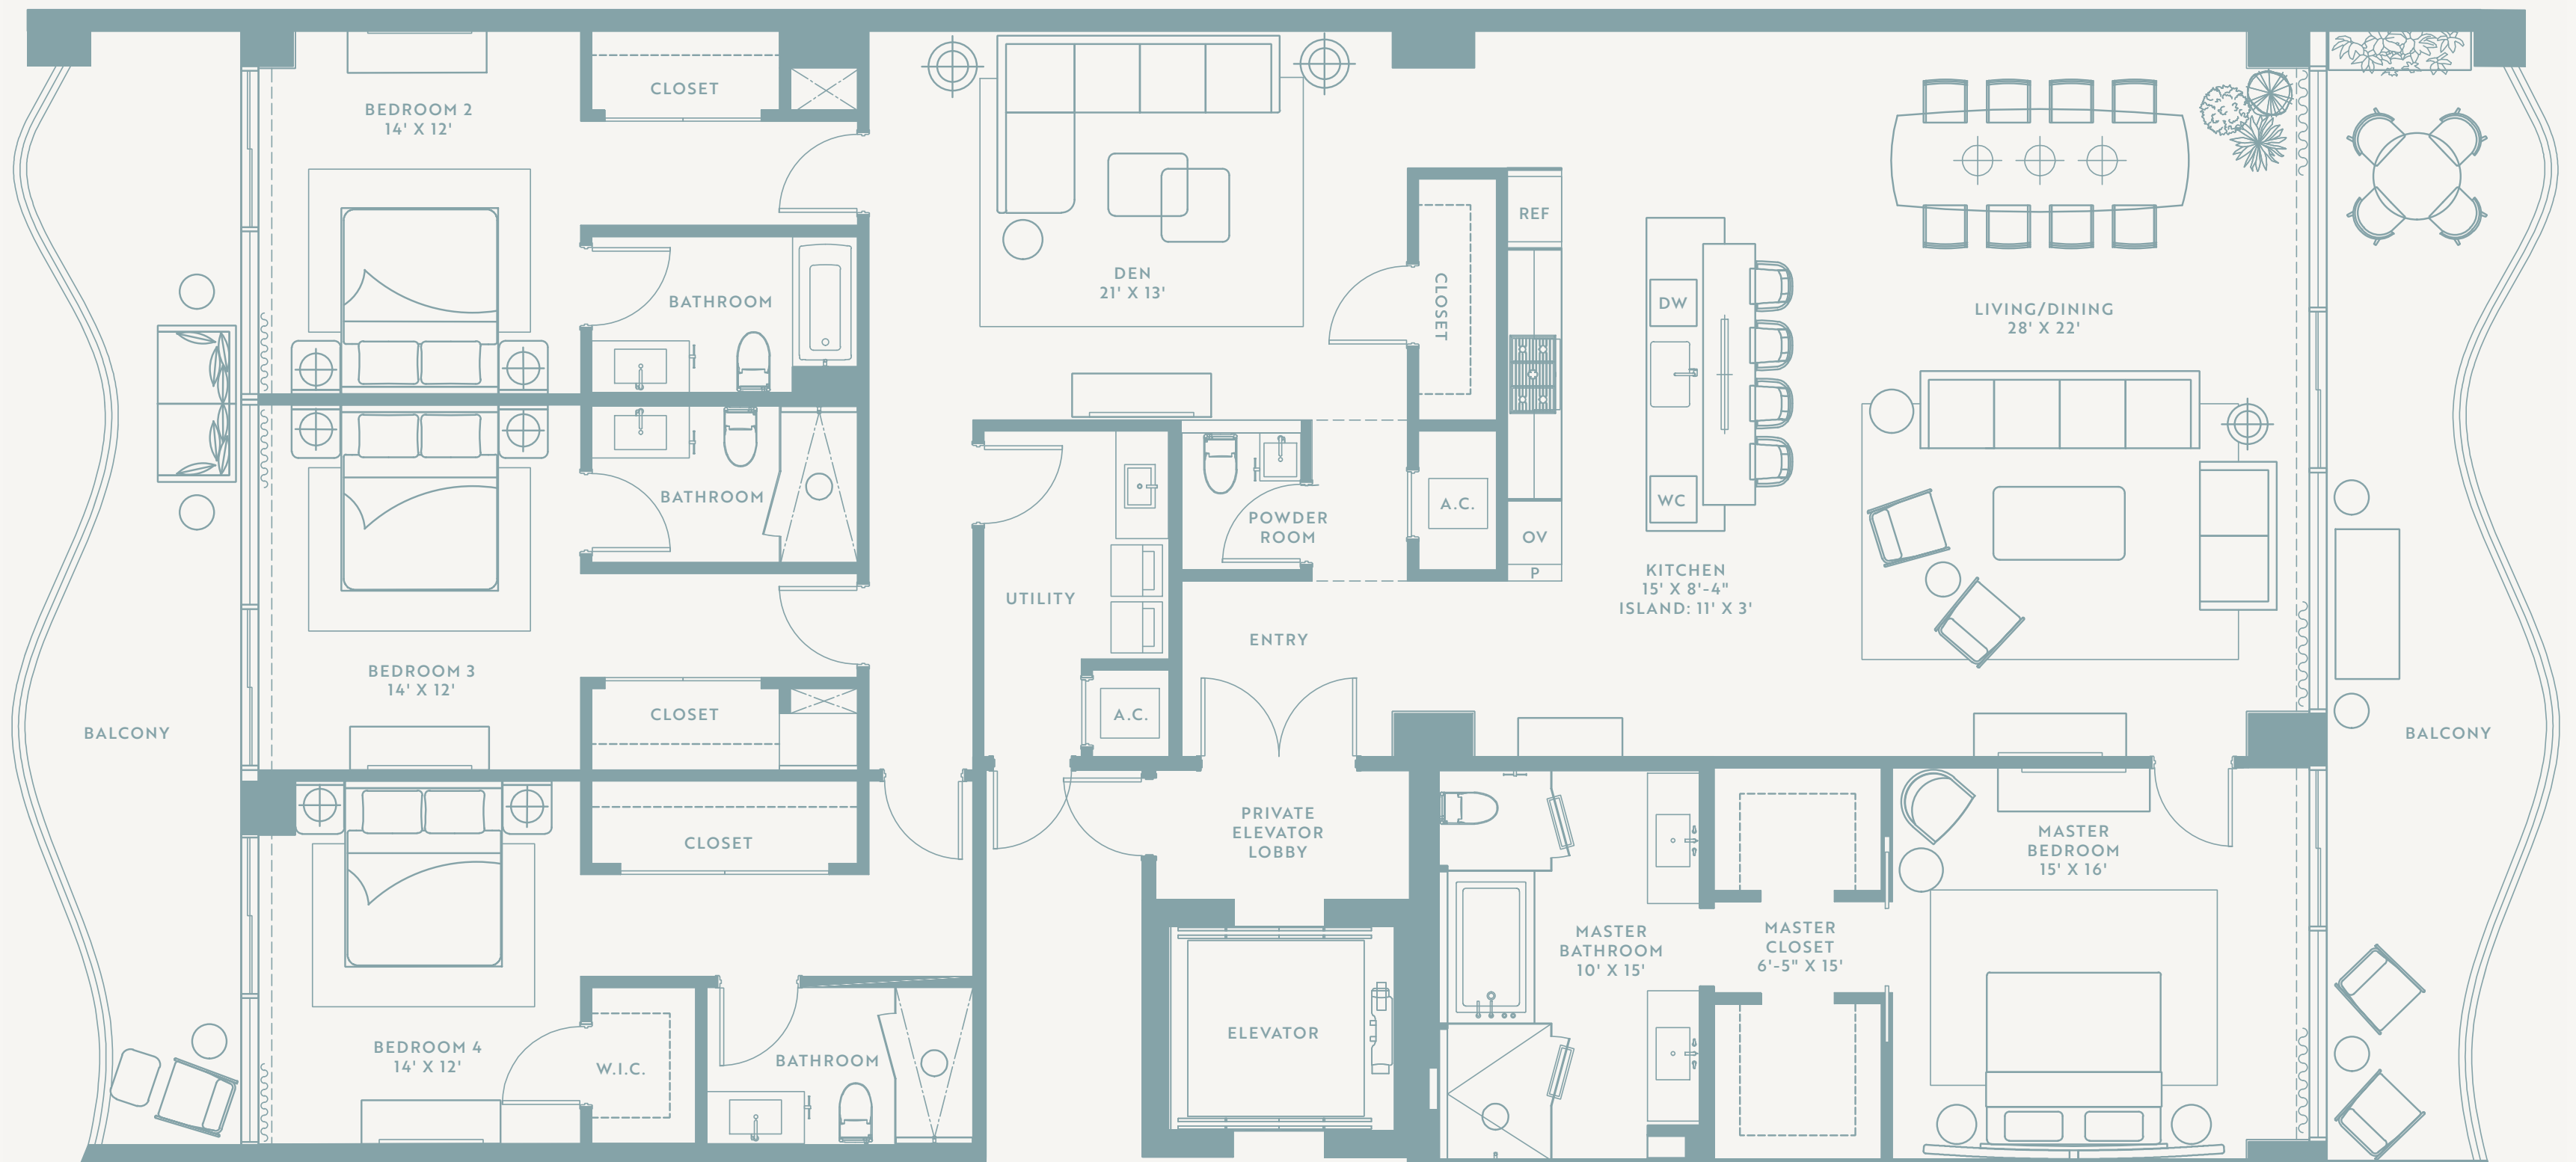 BEDROOM 2
14' X 12'
CLOSET
BATHROOM
BATHROOM
BEDROOM 3
14' X 12'
CLOSET
BALCONY
CLOSET
BEDROOM 4
14' X 12'
W.I.C.
BATHROOM
DEN
21' X 13'
CLOSET
REF
DW
WC
A.C.
OV
P
POWDER
ROOM
UTILITY
A.C.
ENTRY
KITCHEN
15' X 8'-4"
ISLAND: 11' X 3'
LIVING/DINING
28' X 22'
BALCONY
PRIVATE
ELEVATOR
LOBBY
ELEVATOR
MASTER
BATHROOM
10' X 15'
MASTER
CLOSET
6'-5" X 15'
MASTER
BEDROOM
15' X 16'